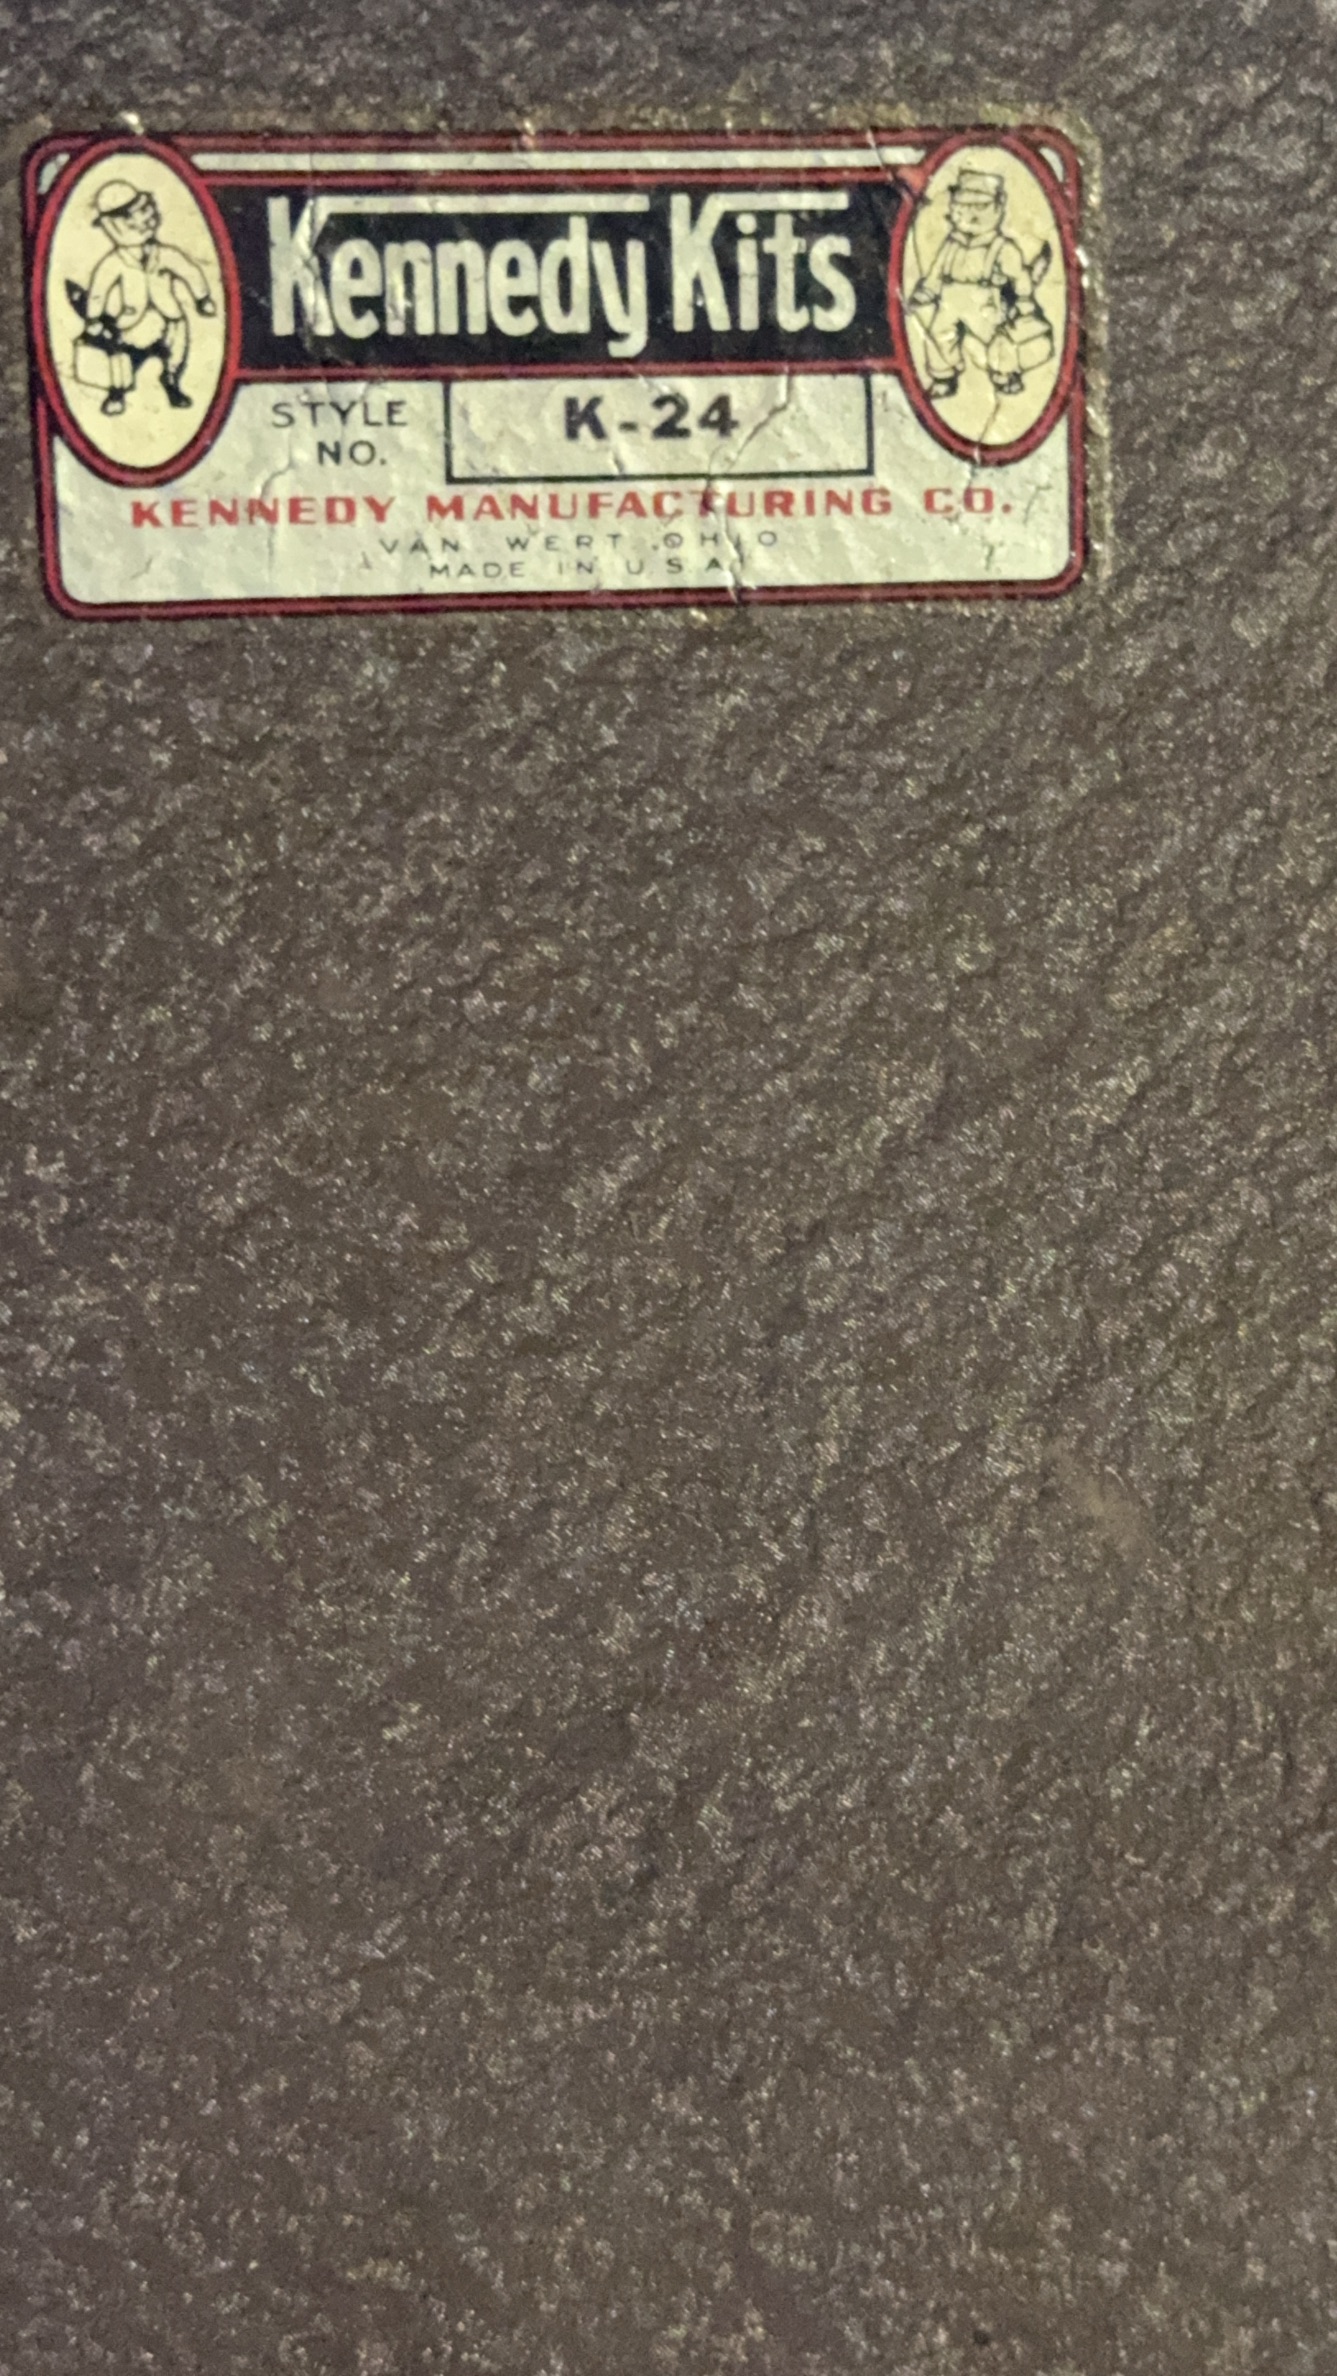 Kennedy Kits
STYLE
NO.
K-24
KENNEDY MANUFACTURING CO.
VAN WERT, OHIO
MADE IN U.S.A.